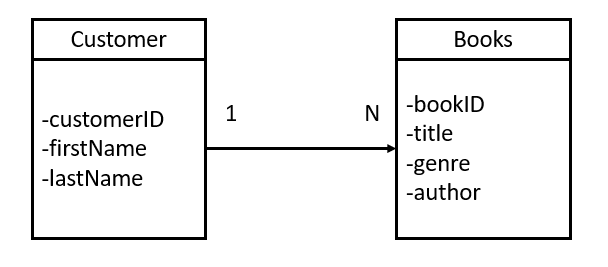 Customer
-customerID
-firstName
-lastName
1
N
Books
-bookID
-title
-genre
-author